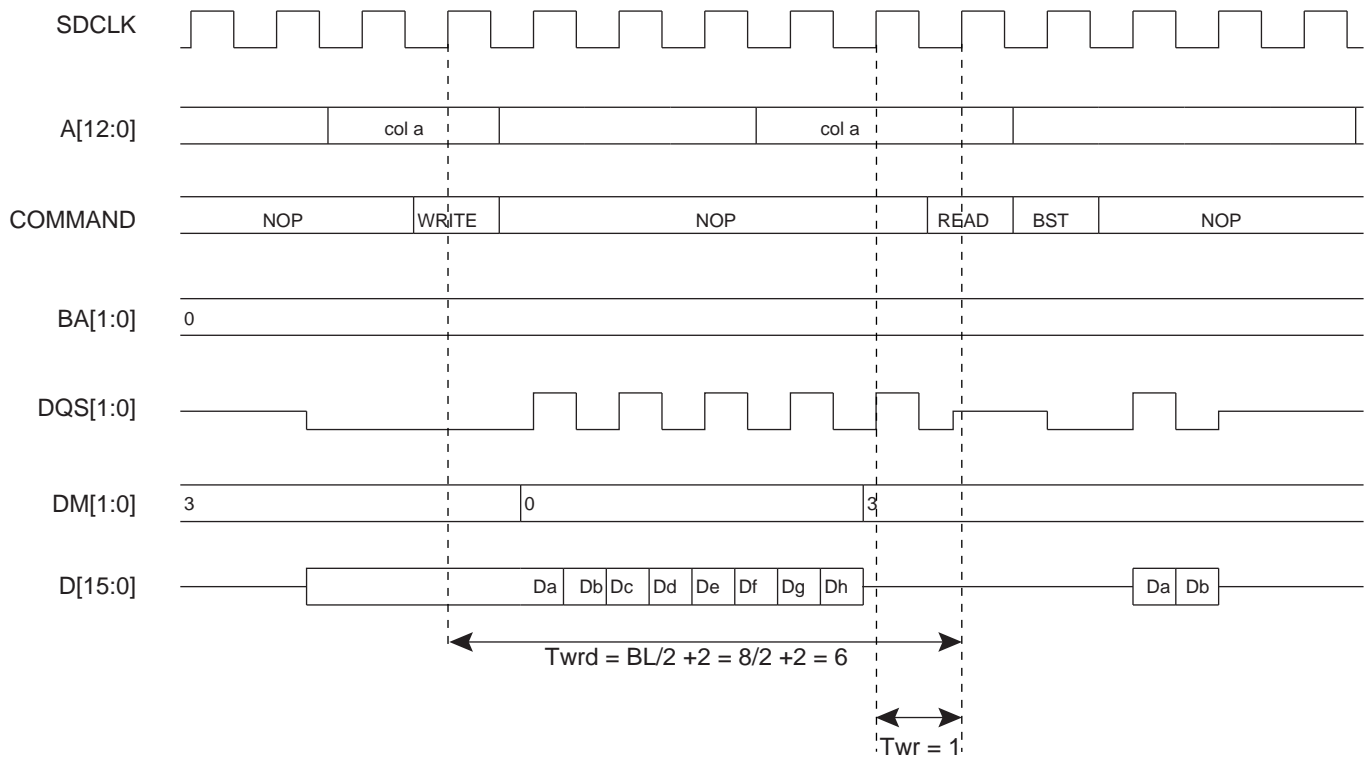 SDCLK
A[12:0] col a col a
COMMAND NOP WRITE NOP READ BST NOP
BA[1:0] 0
DQS[1:0]
DM[1:0] 3 0 3
D[15:0] Da Db Dc Dd De Df Dg Dh Da Db
Twrd = BL/2 +2 = 8/2 +2 = 6
Twr = 1